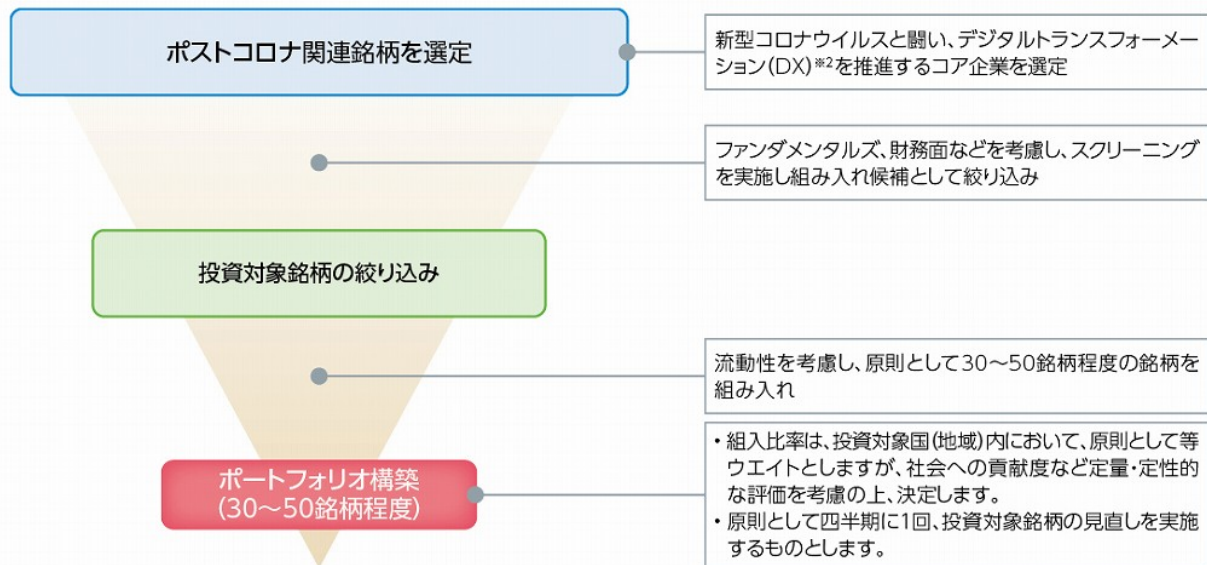 ポストコロナ関連銘柄を選定
新型コロナウイルスと闘い、デジタルトランスフォーメー
ション(DX)※2を推進するコア企業を選定
ファンダメンタルズ、財務面などを考慮し、スクリーニング
を実施し組み入れ候補として絞り込み
投資対象銘柄の絞り込み
流動性を考慮し、原則として30～50銘柄程度の銘柄を
組み入れ
ポートフォリオ構築
(30～50銘柄程度)
・組入比率は、投資対象国(地域)内において、原則として等
ウエイトとしますが、社会への貢献度など定量・定性的
な評価を考慮の上、決定します。
・原則として四半期に1回、投資対象銘柄の見直しを実施
するものとします。